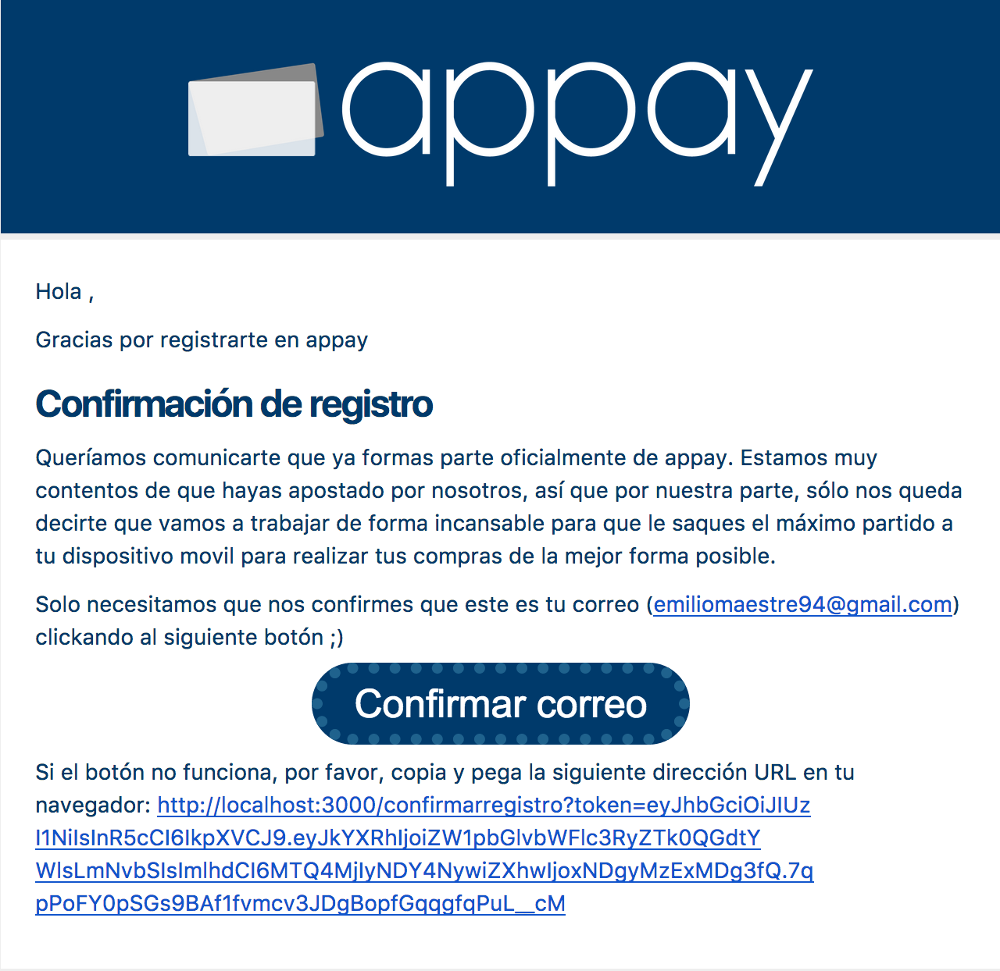 appay
Hola ,
Gracias por registrarte en appay
Confirmación de registro
Queríamos comunicarte que ya formas parte oficialmente de appay. Estamos muy
contentos de que hayas apostado por nosotros, así que por nuestra parte, sólo nos queda
decirte que vamos a trabajar de forma incansable para que le saques el máximo partido a
tu dispositivo movil para realizar tus compras de la mejor forma posible.
Solo necesitamos que nos confirmes que este es tu correo (emiliomaestre94@gmail.com)
clickando al siguiente botón ;)
Confirmar correo
Si el botón no funciona, por favor, copia y pega la siguiente dirección URL en tu
navegador: http://localhost:3000/confirmarregistro?token=eyJhbGciOiJIUz
I1NiIsInR5cCI6IkpXVCJ9.eyJkYXRhIjoiZW1pbGlvbWFlc3RyZTk0QGdtY
WlsLmNvbSIsImlhdCI6MTQ4MjIyNDY4NywiZXhwIjoxNDgyMzExMDg3fQ.7q
pPoFY0pSGs9BAf1fvmcv3JDgBopfGqqgfqPuL__cM